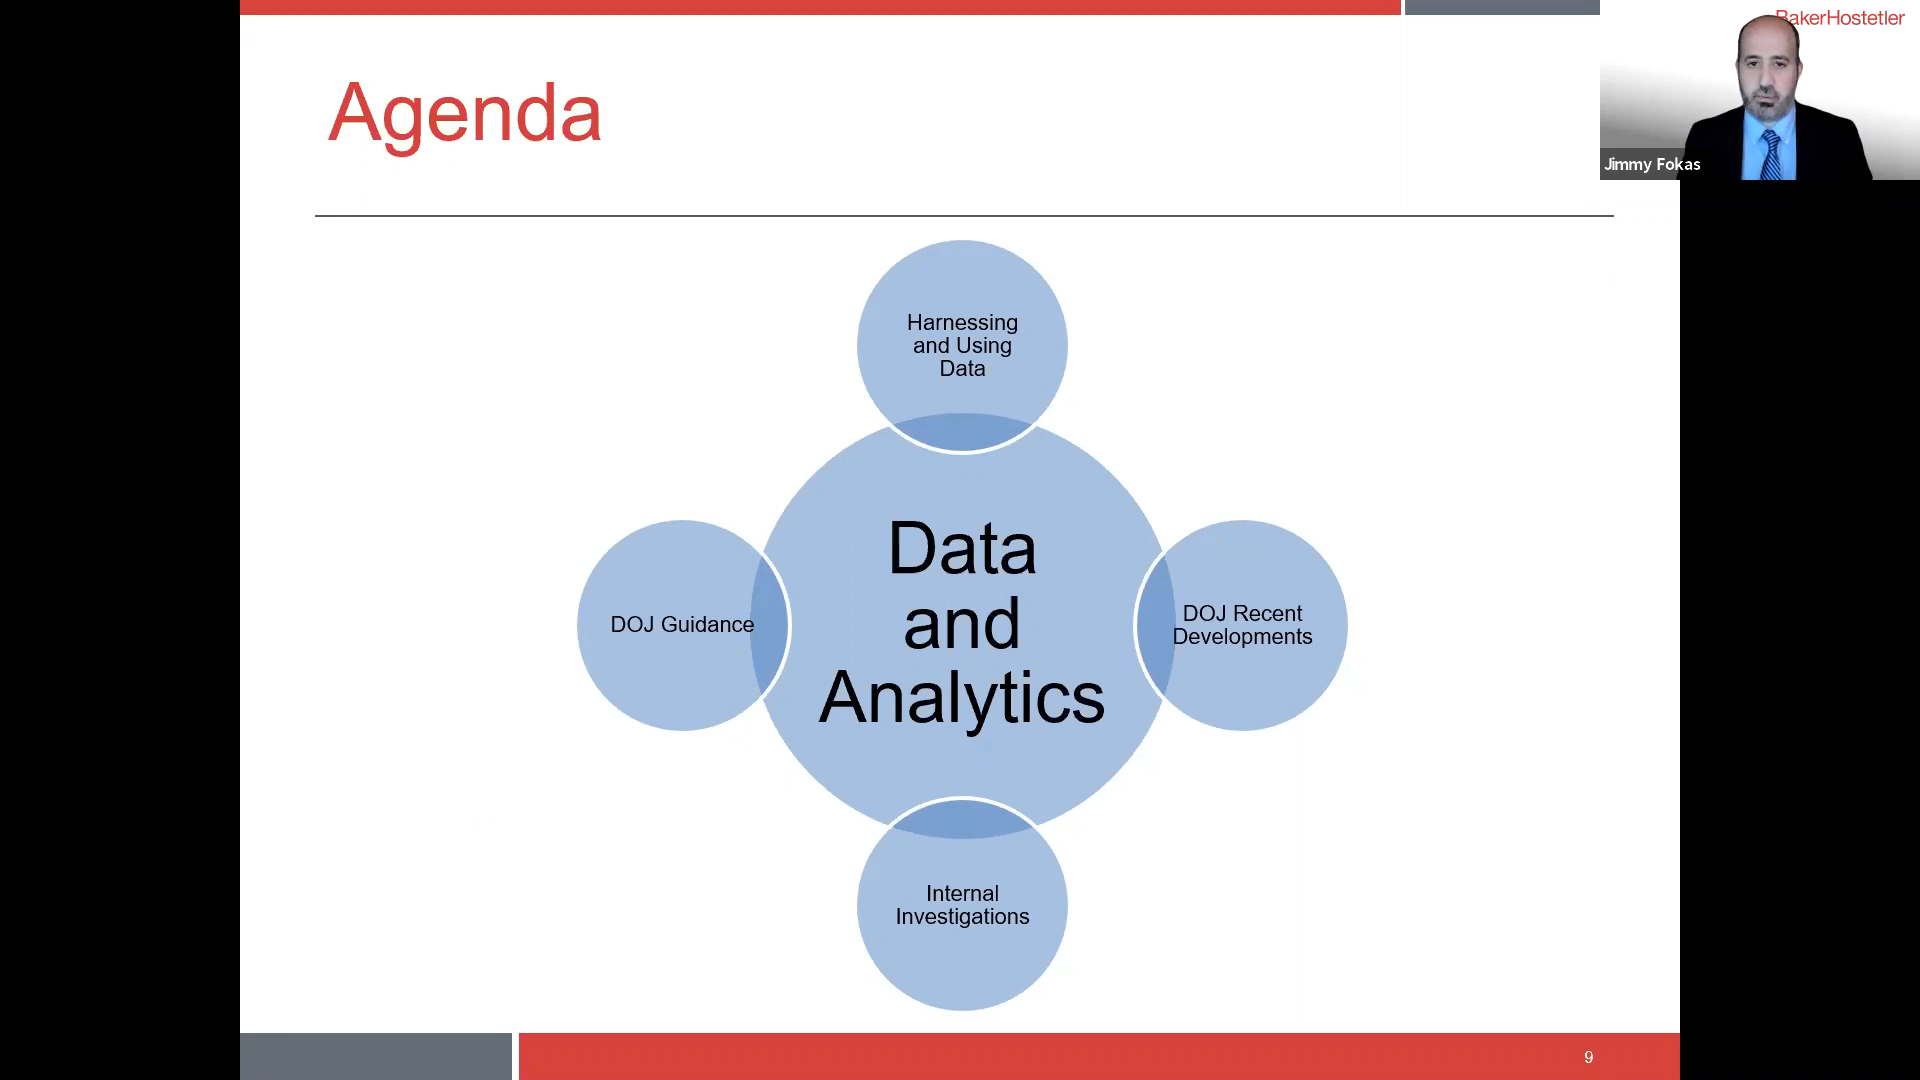 BakerHostetler
Agenda
Jimmy Fokas
Harnessing
and Using
Data
Data
and
Analytics
DOJ Guidance
DOJ Recent
Developments
Internal
Investigations
9